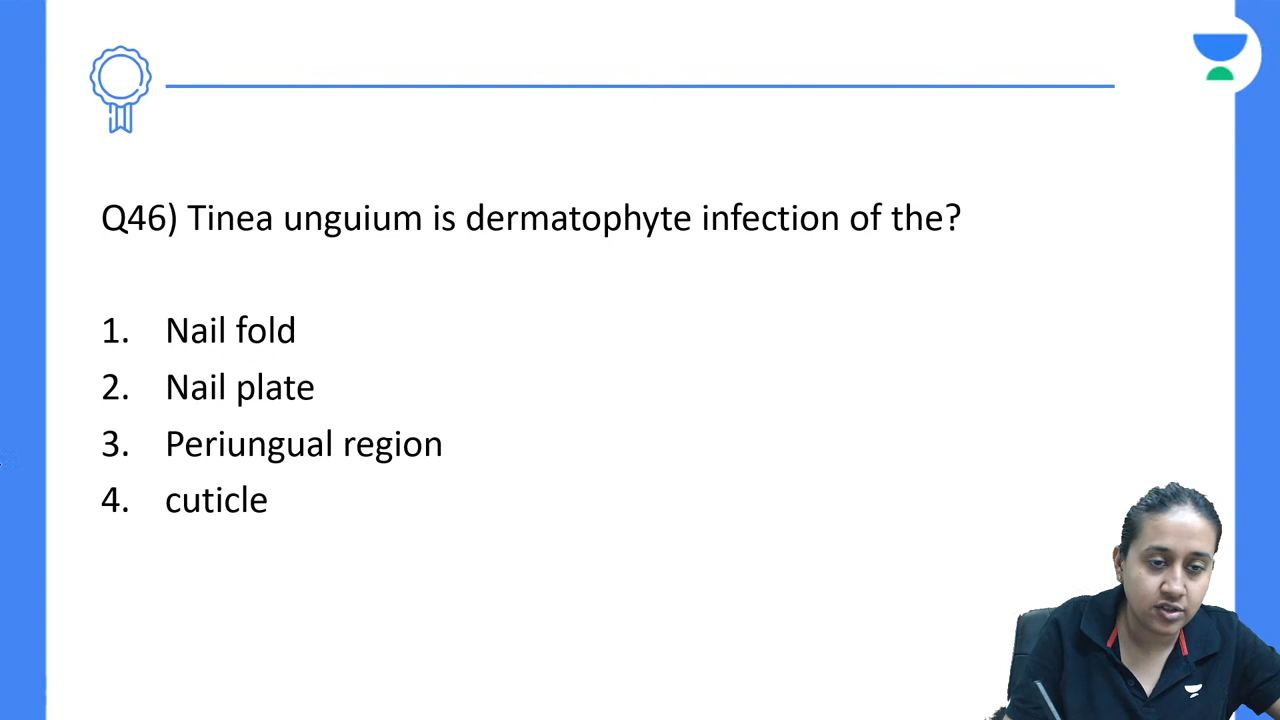 Q46) Tinea unguium is dermatophyte infection of the?
1. Nail fold
2. Nail plate
3. Periungual region
4. cuticle